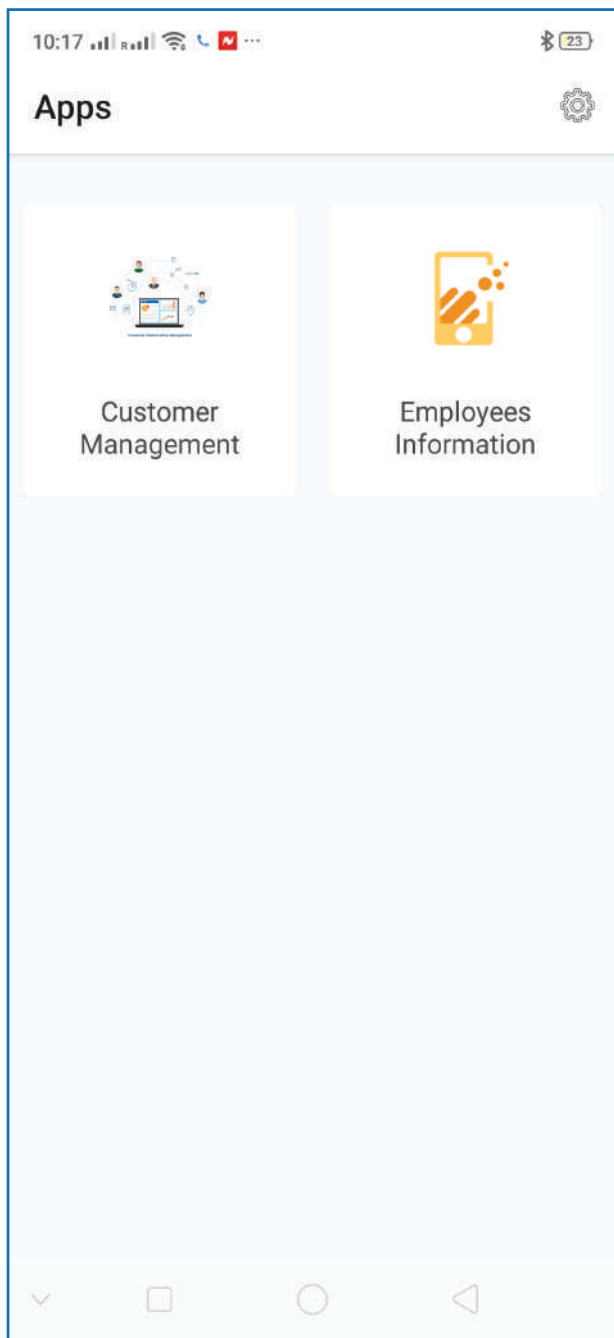 10:17 R 23
Apps
Customer
Management
Employees
Information